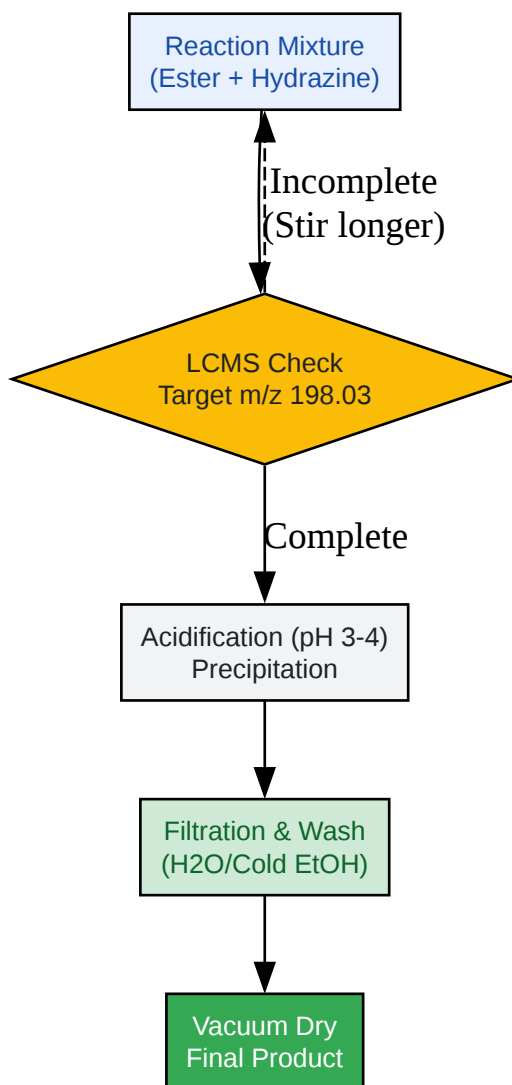 Reaction Mixture
(Ester + Hydrazine)
Incomplete
(Stir longer)
LCMS Check
Target m/z 198.03
Complete
Acidification (pH 3-4)
Precipitation
Filtration & Wash
(H2O/Cold EtOH)
Vacuum Dry
Final Product